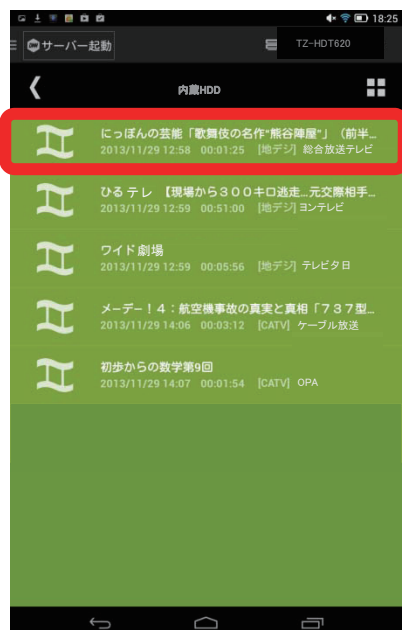 18:25
サーバー起動
TZ-HDT620
内蔵HDD
にっぽんの芸能「歌舞伎の名作"熊谷陣屋"」（前半...
2013/11/29 12:58 00:01:25 [地デジ] 総合放送テレビ
ひる テレ 【現場から３００キロ逃走...元交際相手...
2013/11/29 12:59 00:51:00 [地デジ] ヨンテレビ
ワイド劇場
2013/11/29 12:59 00:05:56 [地デジ] テレビタ日
メーデー！４：航空機事故の真実と真相「７３７型...
2013/11/29 14:06 00:03:12 [CATV] ケーブル放送
初歩からの数学第9回
2013/11/29 14:07 00:01:54 [CATV] OPA